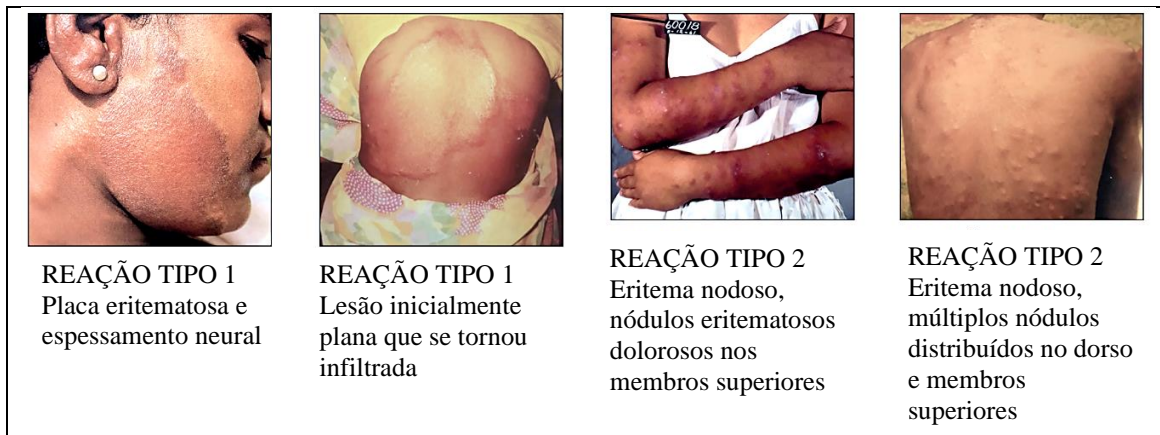 60018
REAÇÃO TIPO 1
Placa eritematosa e
espessamento neural
REAÇÃO TIPO 1
Lesão inicialmente
plana que se tornou
infiltrada
REAÇÃO TIPO 2
Eritema nodoso,
nódulos eritematosos
dolorosos nos
membros superiores
REAÇÃO TIPO 2
Eritema nodoso,
múltiplos nódulos
distribuídos no dorso
e membros
superiores